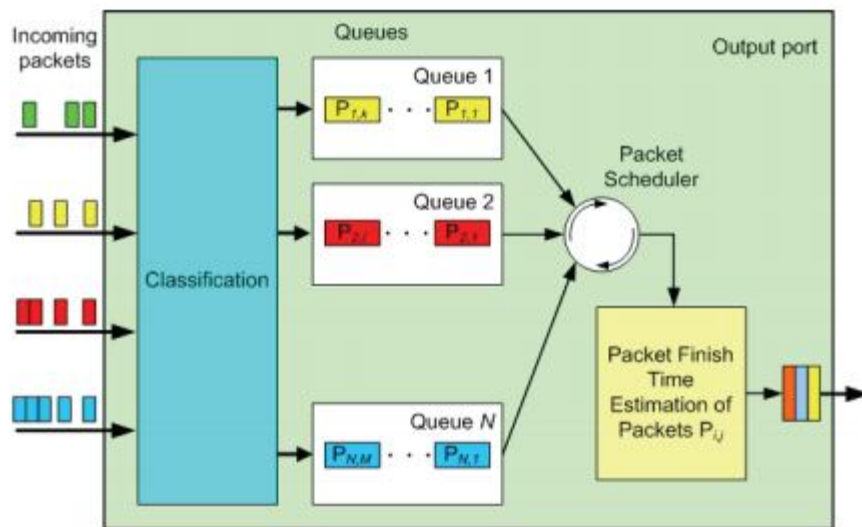 Incoming
packets
Queues
Output port
Queue 1
P1,k · · · P1,1
Packet
Scheduler
Queue 2
P2,l · · · P2,1
Classification
Packet Finish
Time
Estimation of
Packets Pi,j
Queue N
PN,M · · · PN,1